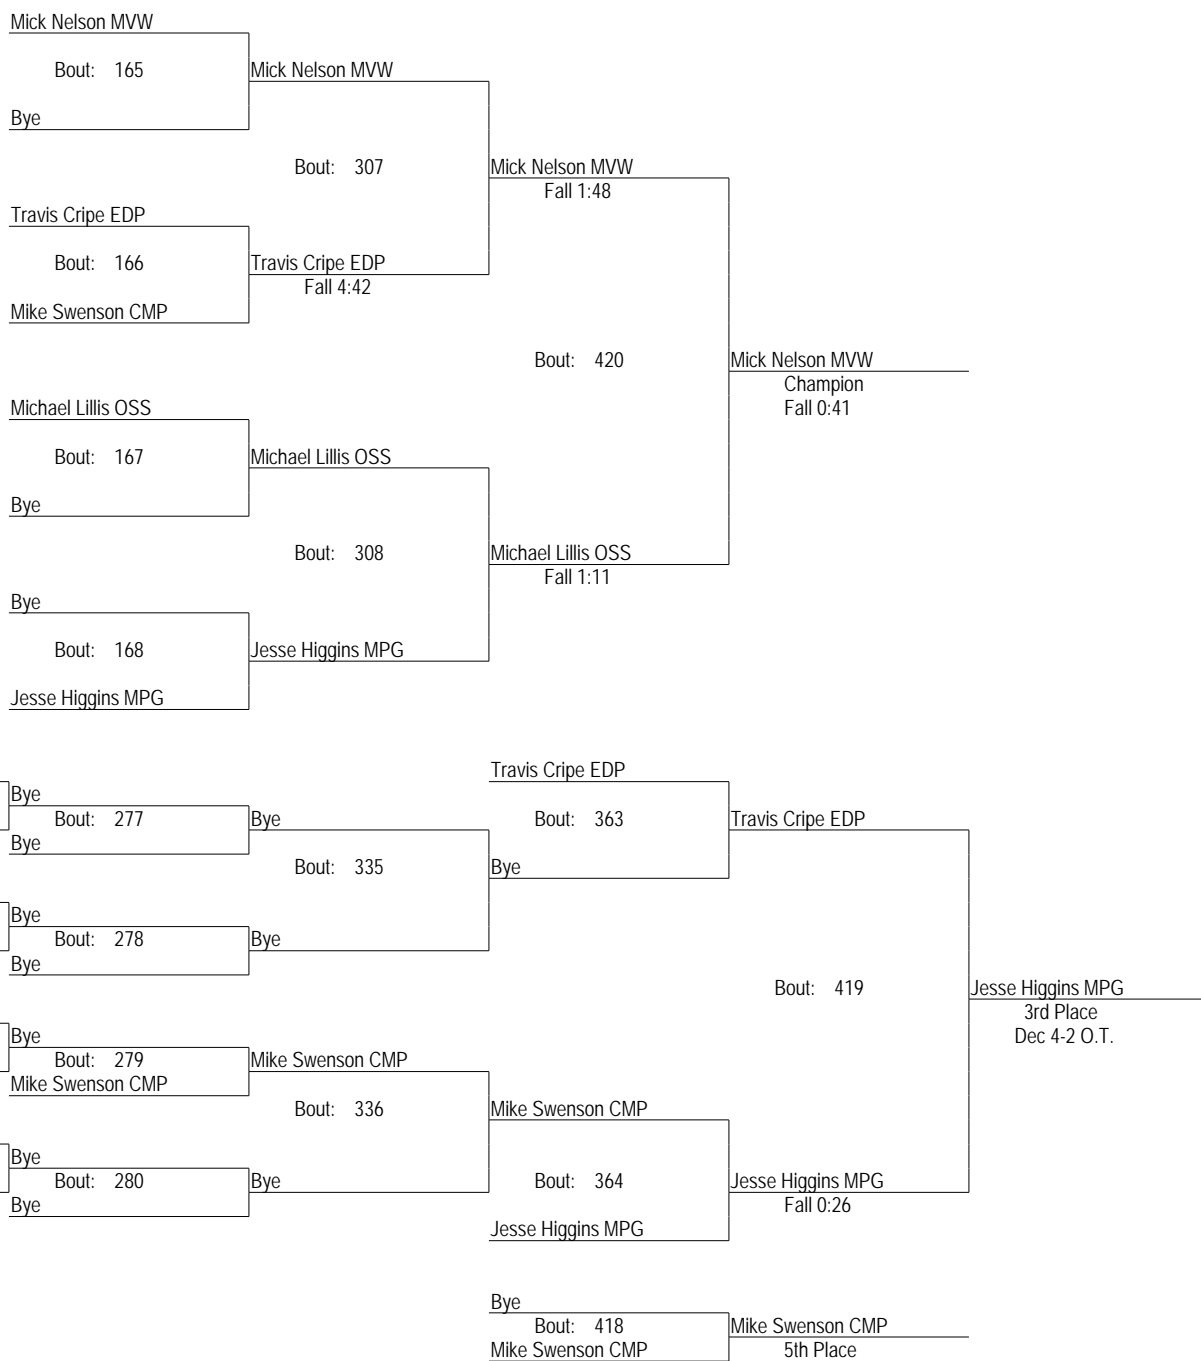 Mick Nelson MVW
Bout: 165 Mick Nelson MVW
Bye
Bout: 307 Mick Nelson MVW
Fall 1:48
Travis Cripe EDP
Bout: 166 Travis Cripe EDP
Fall 4:42
Mike Swenson CMP
Bout: 420 Mick Nelson MVW
Champion
Michael Lillis OSS Fall 0:41
Bout: 167 Michael Lillis OSS
Bye
Bout: 308 Michael Lillis OSS
Fall 1:11
Bye
Bout: 168 Jesse Higgins MPG
Jesse Higgins MPG
Travis Cripe EDP
Bye
Bout: 277 Bye Bout: 363 Travis Cripe EDP
Bye
Bout: 335 Bye
Bye
Bout: 278 Bye
Bye
Bout: 419 Jesse Higgins MPG
3rd Place
Bye Dec 4-2 O.T.
Bout: 279 Mike Swenson CMP
Mike Swenson CMP
Bout: 336 Mike Swenson CMP
Bye
Bout: 280 Bye Bout: 364 Jesse Higgins MPG
Bye Fall 0:26
Jesse Higgins MPG
Bye
Bout: 418 Mike Swenson CMP
Mike Swenson CMP 5th Place